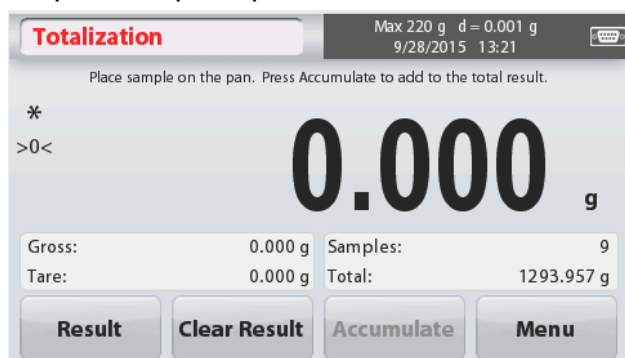 Totalization
Max 220 g d = 0.001 g
9/28/2015 13:21
Place sample on the pan. Press Accumulate to add to the total result.
*
>0<
0.000 g
Gross: 0.000 g Samples: 9
Tare: 0.000 g Total: 1293.957 g
Result Clear Result Accumulate Menu